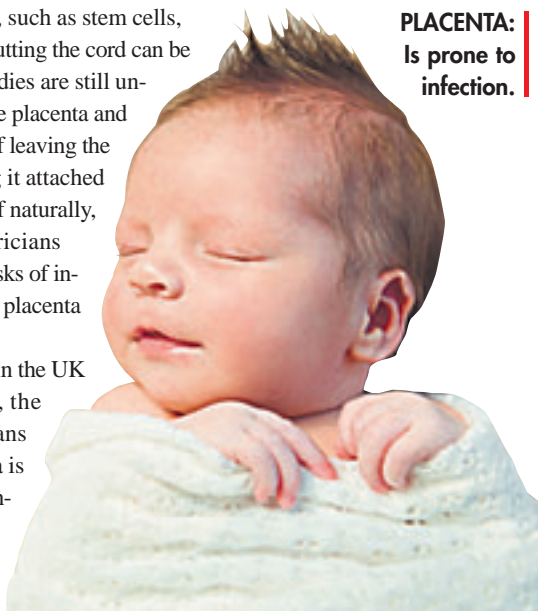 , such as stem cells,
utting the cord can be
dies are still un-
e placenta and
f leaving the
it attached
f naturally,
ricians
sks of in-
placenta
n the UK
, the
ans
is
n-
PLACENTA:
Is prone to
infection.